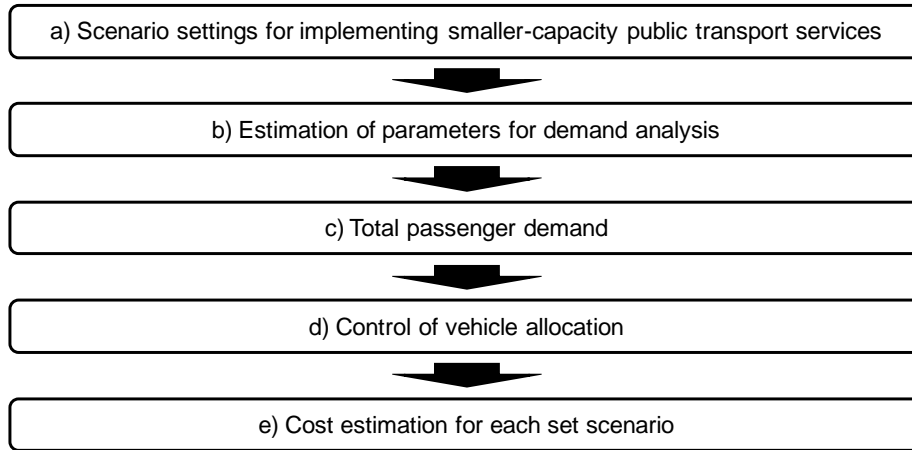 a) Scenario settings for implementing smaller-capacity public transport services
b) Estimation of parameters for demand analysis
c) Total passenger demand
d) Control of vehicle allocation
e) Cost estimation for each set scenario